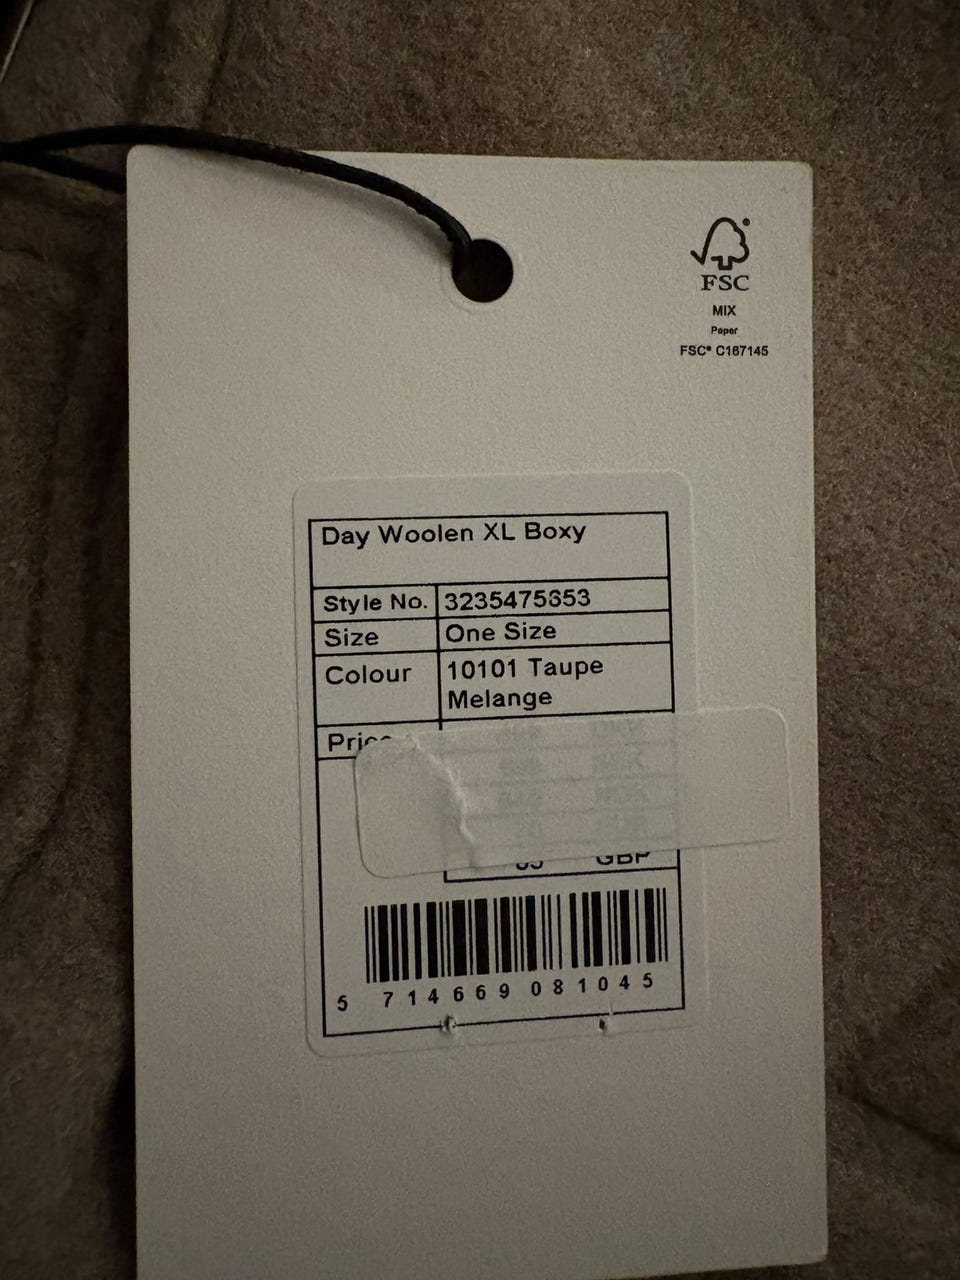 FSC
MIX
Paper
FSC® C167145
Day Woolen XL Boxy
Style No. 3235475353
Size One Size
Colour 10101 Taupe
Melange
GBP
5 714669 081045